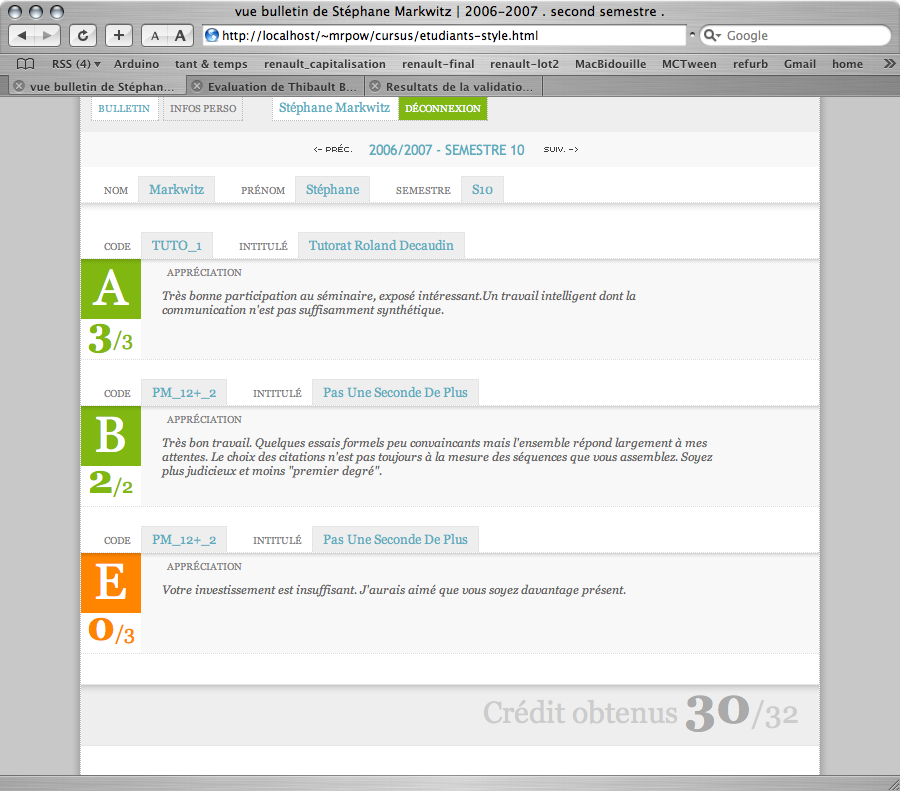 vue bulletin de Stéphane Markwitz | 2006-2007 . second semestre .
A A http://localhost/~mrpow/cursus/etudiants-style.html Google
RSS (4) Arduino tant & temps renault_capitalisation renault-final renault-lot2 MacBidouille MCTween refurb Gmail home
vue bulletin de Stéphan... Evaluation de Thibault B... Resultats de la validatio...
BULLETIN INFOS PERSO Stéphane Markwitz DÉCONNEXION
<- PRÉC. 2006/2007 - SEMESTRE 10 SUIV. ->
NOM Markwitz PRÉNOM Stéphane SEMESTRE S10
CODE TUTO_1 INTITULÉ Tutorat Roland Decaudin
A
APPRÉCIATION
Très bonne participation au séminaire, exposé intéressant.Un travail intelligent dont la
communication n'est pas suffisamment synthétique.
3/3
CODE PM_12+_2 INTITULÉ Pas Une Seconde De Plus
B
APPRÉCIATION
Très bon travail. Quelques essais formels peu convaincants mais l'ensemble répond largement à mes
attentes. Le choix des citations n'est pas toujours à la mesure des séquences que vous assemblez. Soyez
plus judicieux et moins "premier degré".
2/2
CODE PM_12+_2 INTITULÉ Pas Une Seconde De Plus
E
APPRÉCIATION
Votre investissement est insuffisant. J'aurais aimé que vous soyez davantage présent.
0/3
Crédit obtenus 30/32